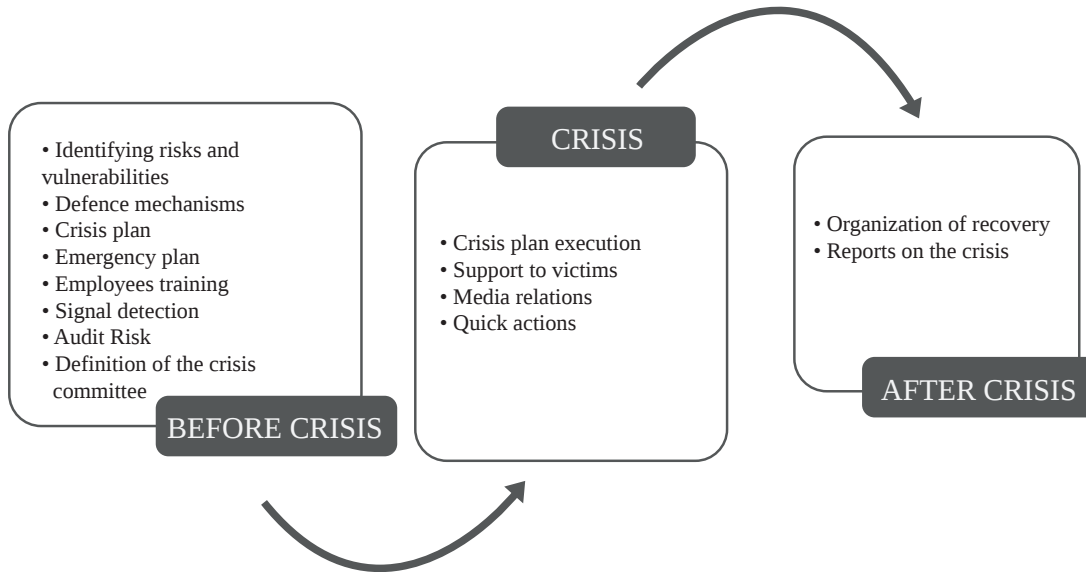 • Identifying risks and
vulnerabilities
• Defence mechanisms
• Crisis plan
• Emergency plan
• Employees training
• Signal detection
• Audit Risk
• Definition of the crisis
committee
BEFORE CRISIS
CRISIS
• Crisis plan execution
• Support to victims
• Media relations
• Quick actions
• Organization of recovery
• Reports on the crisis
AFTER CRISIS